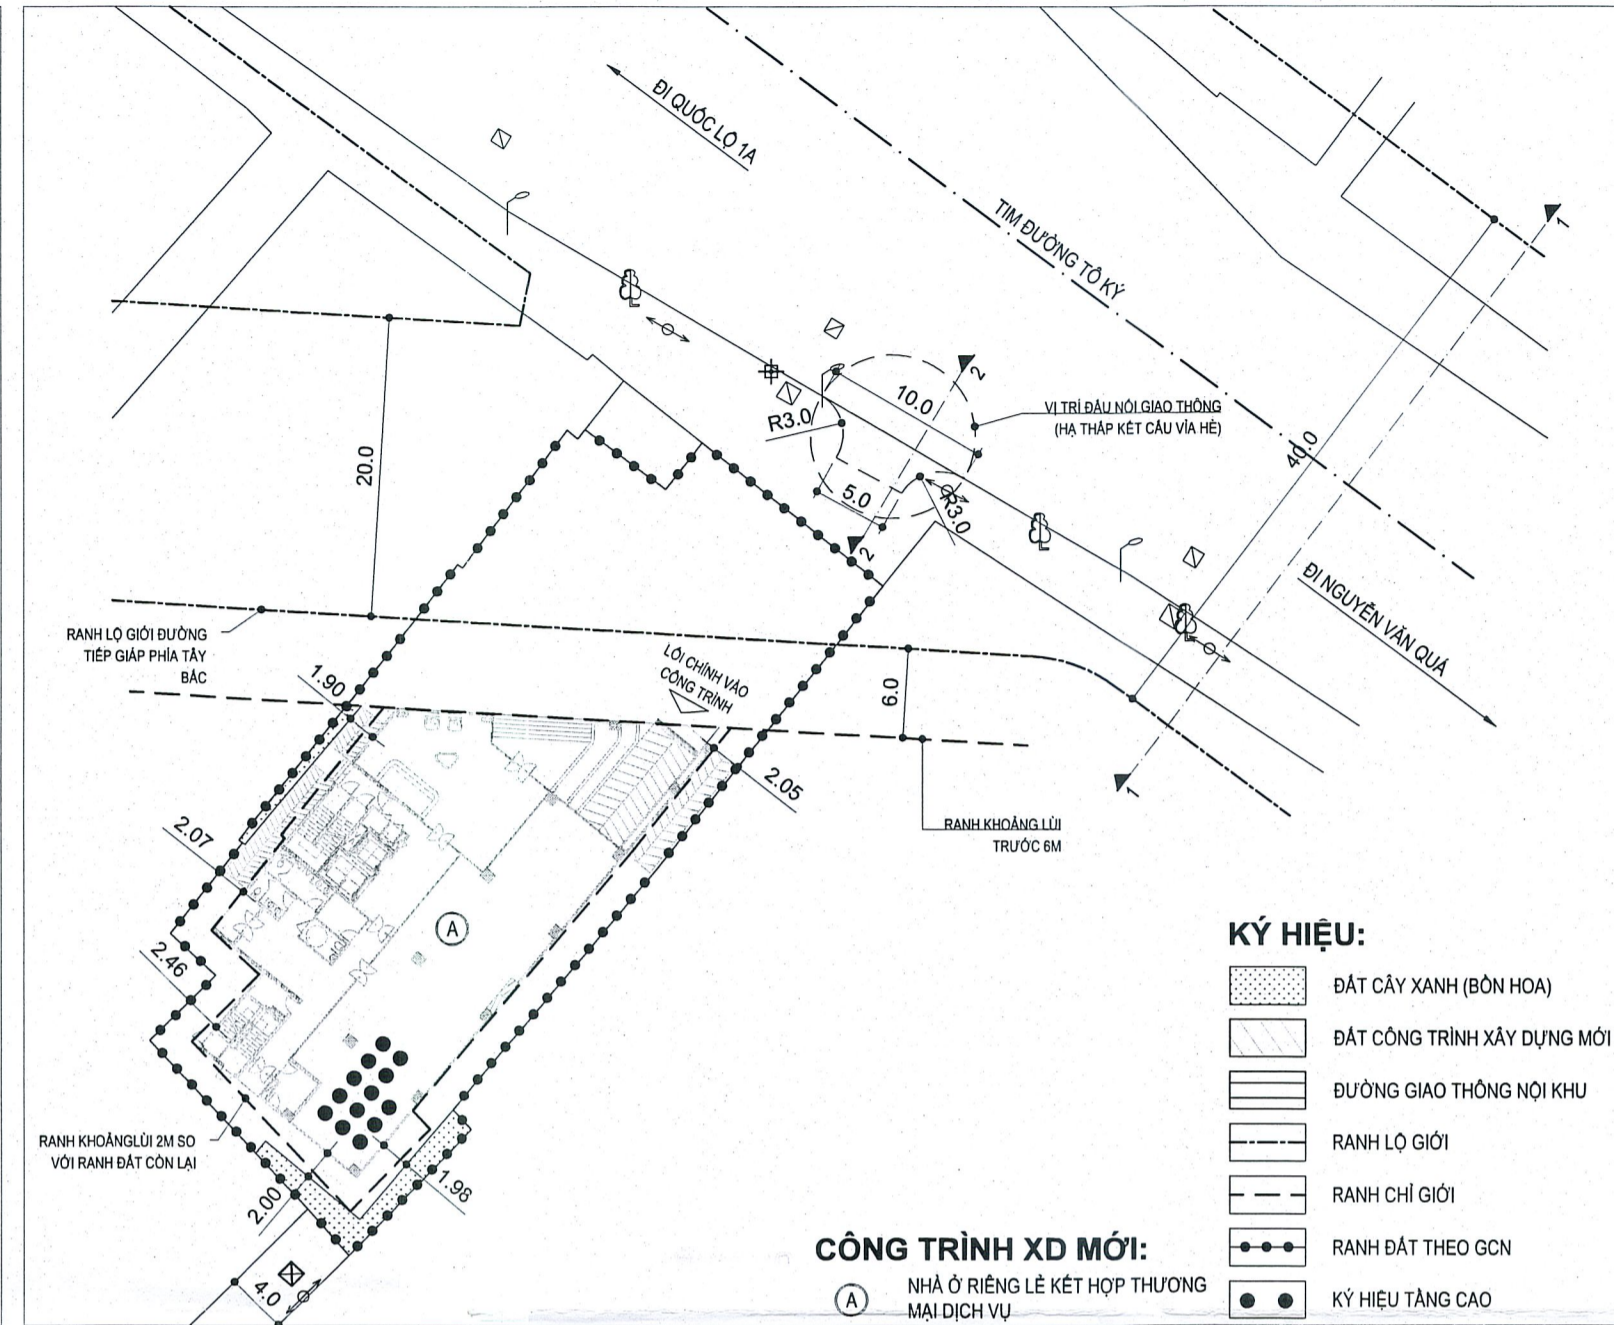 ĐI QUỐC LỘ 1A
TIM ĐƯỜNG TÔ KÝ
1
2
10.0
R3.0
VỊ TRÍ ĐẤU NỐI GIAO THÔNG
(HẠ THẤP KẾT CẤU VỈA HÈ)
40.0
20.0
5.0
R3.0
2
ĐI NGUYỄN VĂN QUÁ
RANH LỘ GIỚI ĐƯỜNG
TIẾP GIÁP PHÍA TÂY
BẮC
LỐI CHÍNH VÀO
CÔNG TRÌNH
1.90
6.0
2.05
1
2.07
RANH KHOẢNG LÙI
TRƯỚC 6M
A
2.46
KÝ HIỆU:
ĐẤT CÂY XANH (BỒN HOA)
ĐẤT CÔNG TRÌNH XÂY DỰNG MỚI
ĐƯỜNG GIAO THÔNG NỘI KHU
RANH LỘ GIỚI
RANH CHỈ GIỚI
RANH ĐẤT THEO GCN
KÝ HIỆU TẦNG CAO
RANH KHOẢNGLÙI 2M SO
VỚI RANH ĐẤT CÒN LẠI
2.00
1.98
4.0
CÔNG TRÌNH XD MỚI:
A
NHÀ Ở RIÊNG LẺ KẾT HỢP THƯƠNG
MẠI DỊCH VỤ